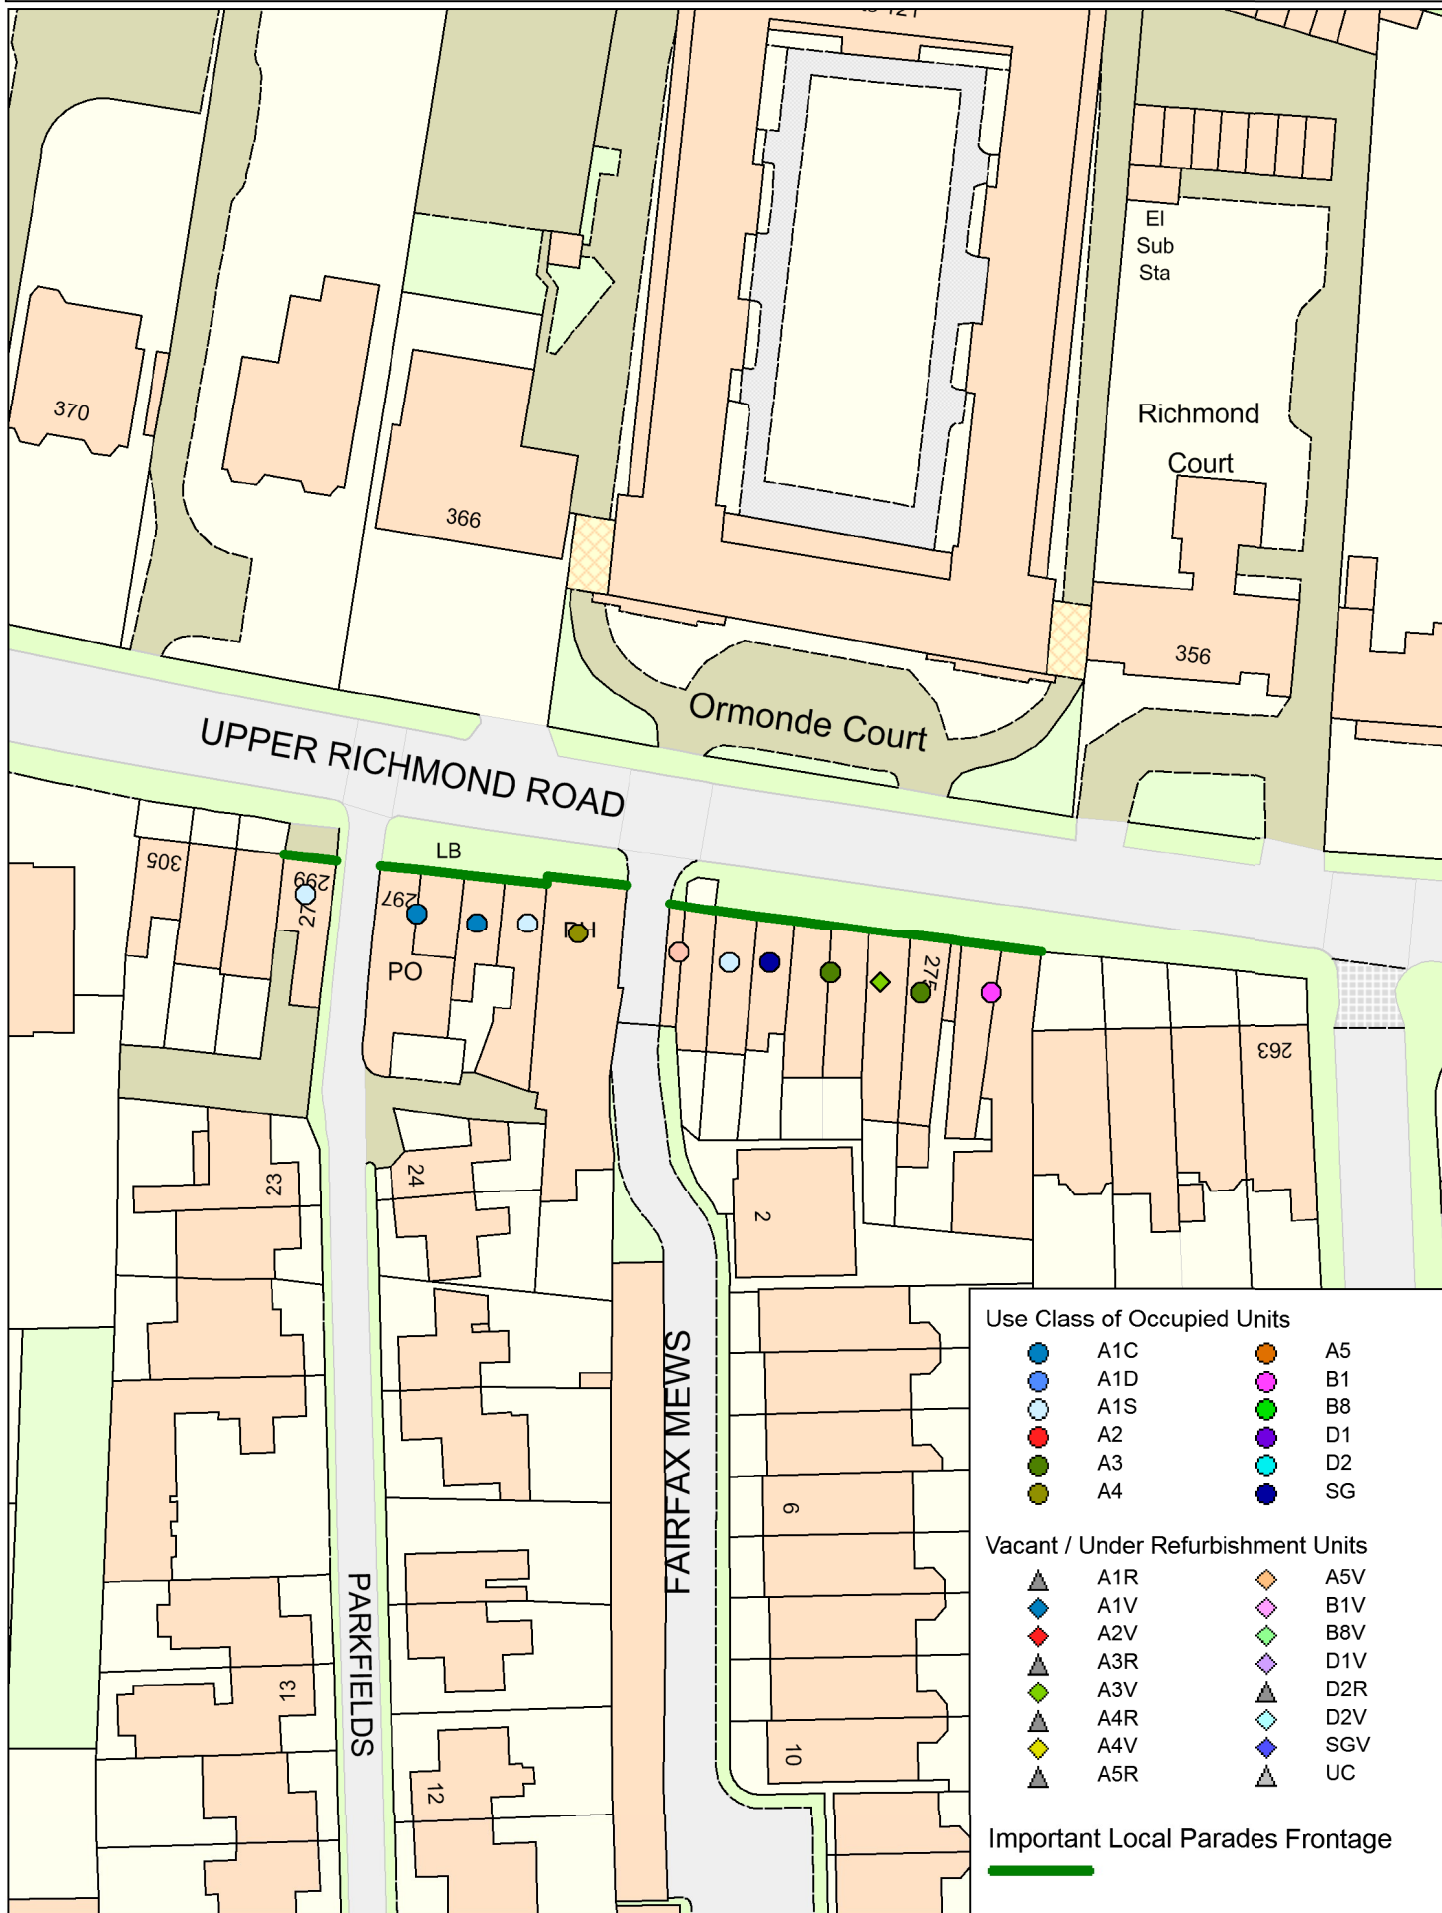 121
El
Sub
Sta
370
Richmond
Court
366
356
Ormonde Court
UPPER RICHMOND ROAD
LB
305
299
297
PO
275
263
23
24
2
FAIRFAX MEWS
6
PARKFIELDS
13
12
10
Use Class of Occupied Units
A1C A5
A1D B1
A1S B8
A2 D1
A3 D2
A4 SG
Vacant / Under Refurbishment Units
A1R A5V
A1V B1V
A2V B8V
A3R D1V
A3V D2R
A4R D2V
A4V SGV
A5R UC
Important Local Parades Frontage